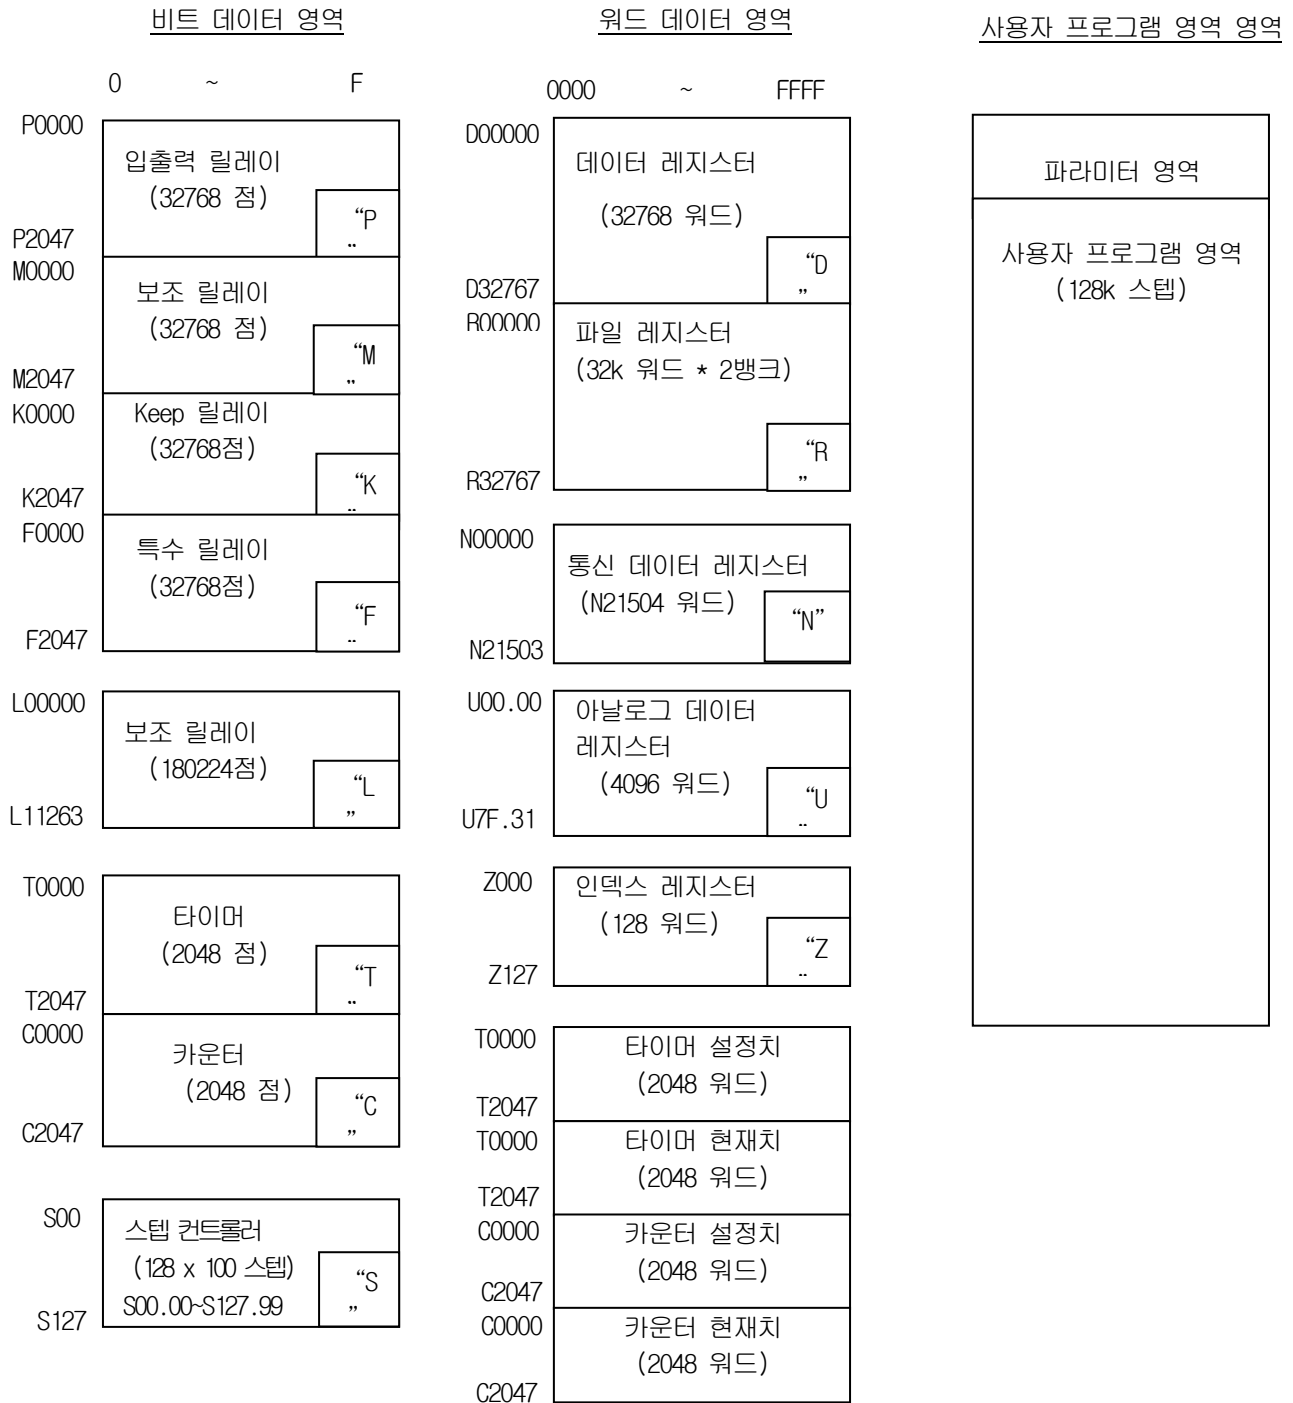 비트 데이터 영역
0 ~ F
P0000
입출력 릴레이
(32768 점)
“P
”
P2047
M0000
보조 릴레이
(32768 점)
“M
”
M2047
K0000
Keep 릴레이
(32768점)
“K
”
K2047
F0000
특수 릴레이
(32768점)
“F
”
F2047
L00000
보조 릴레이
(180224점)
“L
”
L11263
T0000
타이머
(2048 점)
“T
”
T2047
C0000
카운터
(2048 점)
“C
”
C2047
S00
스텝 컨트롤러
(128 x 100 스텝)
S00.00~S127.99
“S
”
S127
워드 데이터 영역
0000 ~ FFFF
D00000
데이터 레지스터
(32768 워드)
“D
”
D32767
R00000
파일 레지스터
(32k 워드 * 2뱅크)
“R
”
R32767
N00000
통신 데이터 레지스터
(N21504 워드)
“N”
N21503
U00.00
아날로그 데이터
레지스터
(4096 워드)
“U
”
U7F.31
Z000
인덱스 레지스터
(128 워드)
“Z
”
Z127
T0000
타이머 설정치
(2048 워드)
T2047
T0000
타이머 현재치
(2048 워드)
T2047
C0000
카운터 설정치
(2048 워드)
C2047
C0000
카운터 현재치
(2048 워드)
C2047
사용자 프로그램 영역 영역
파라미터 영역
사용자 프로그램 영역
(128k 스텝)